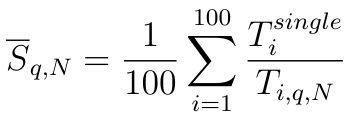 $$\overline{S}_{q,N} = \frac{1}{100} \sum_{i=1}^{100} \frac{T_i^{single}}{T_{i,q,N}}$$